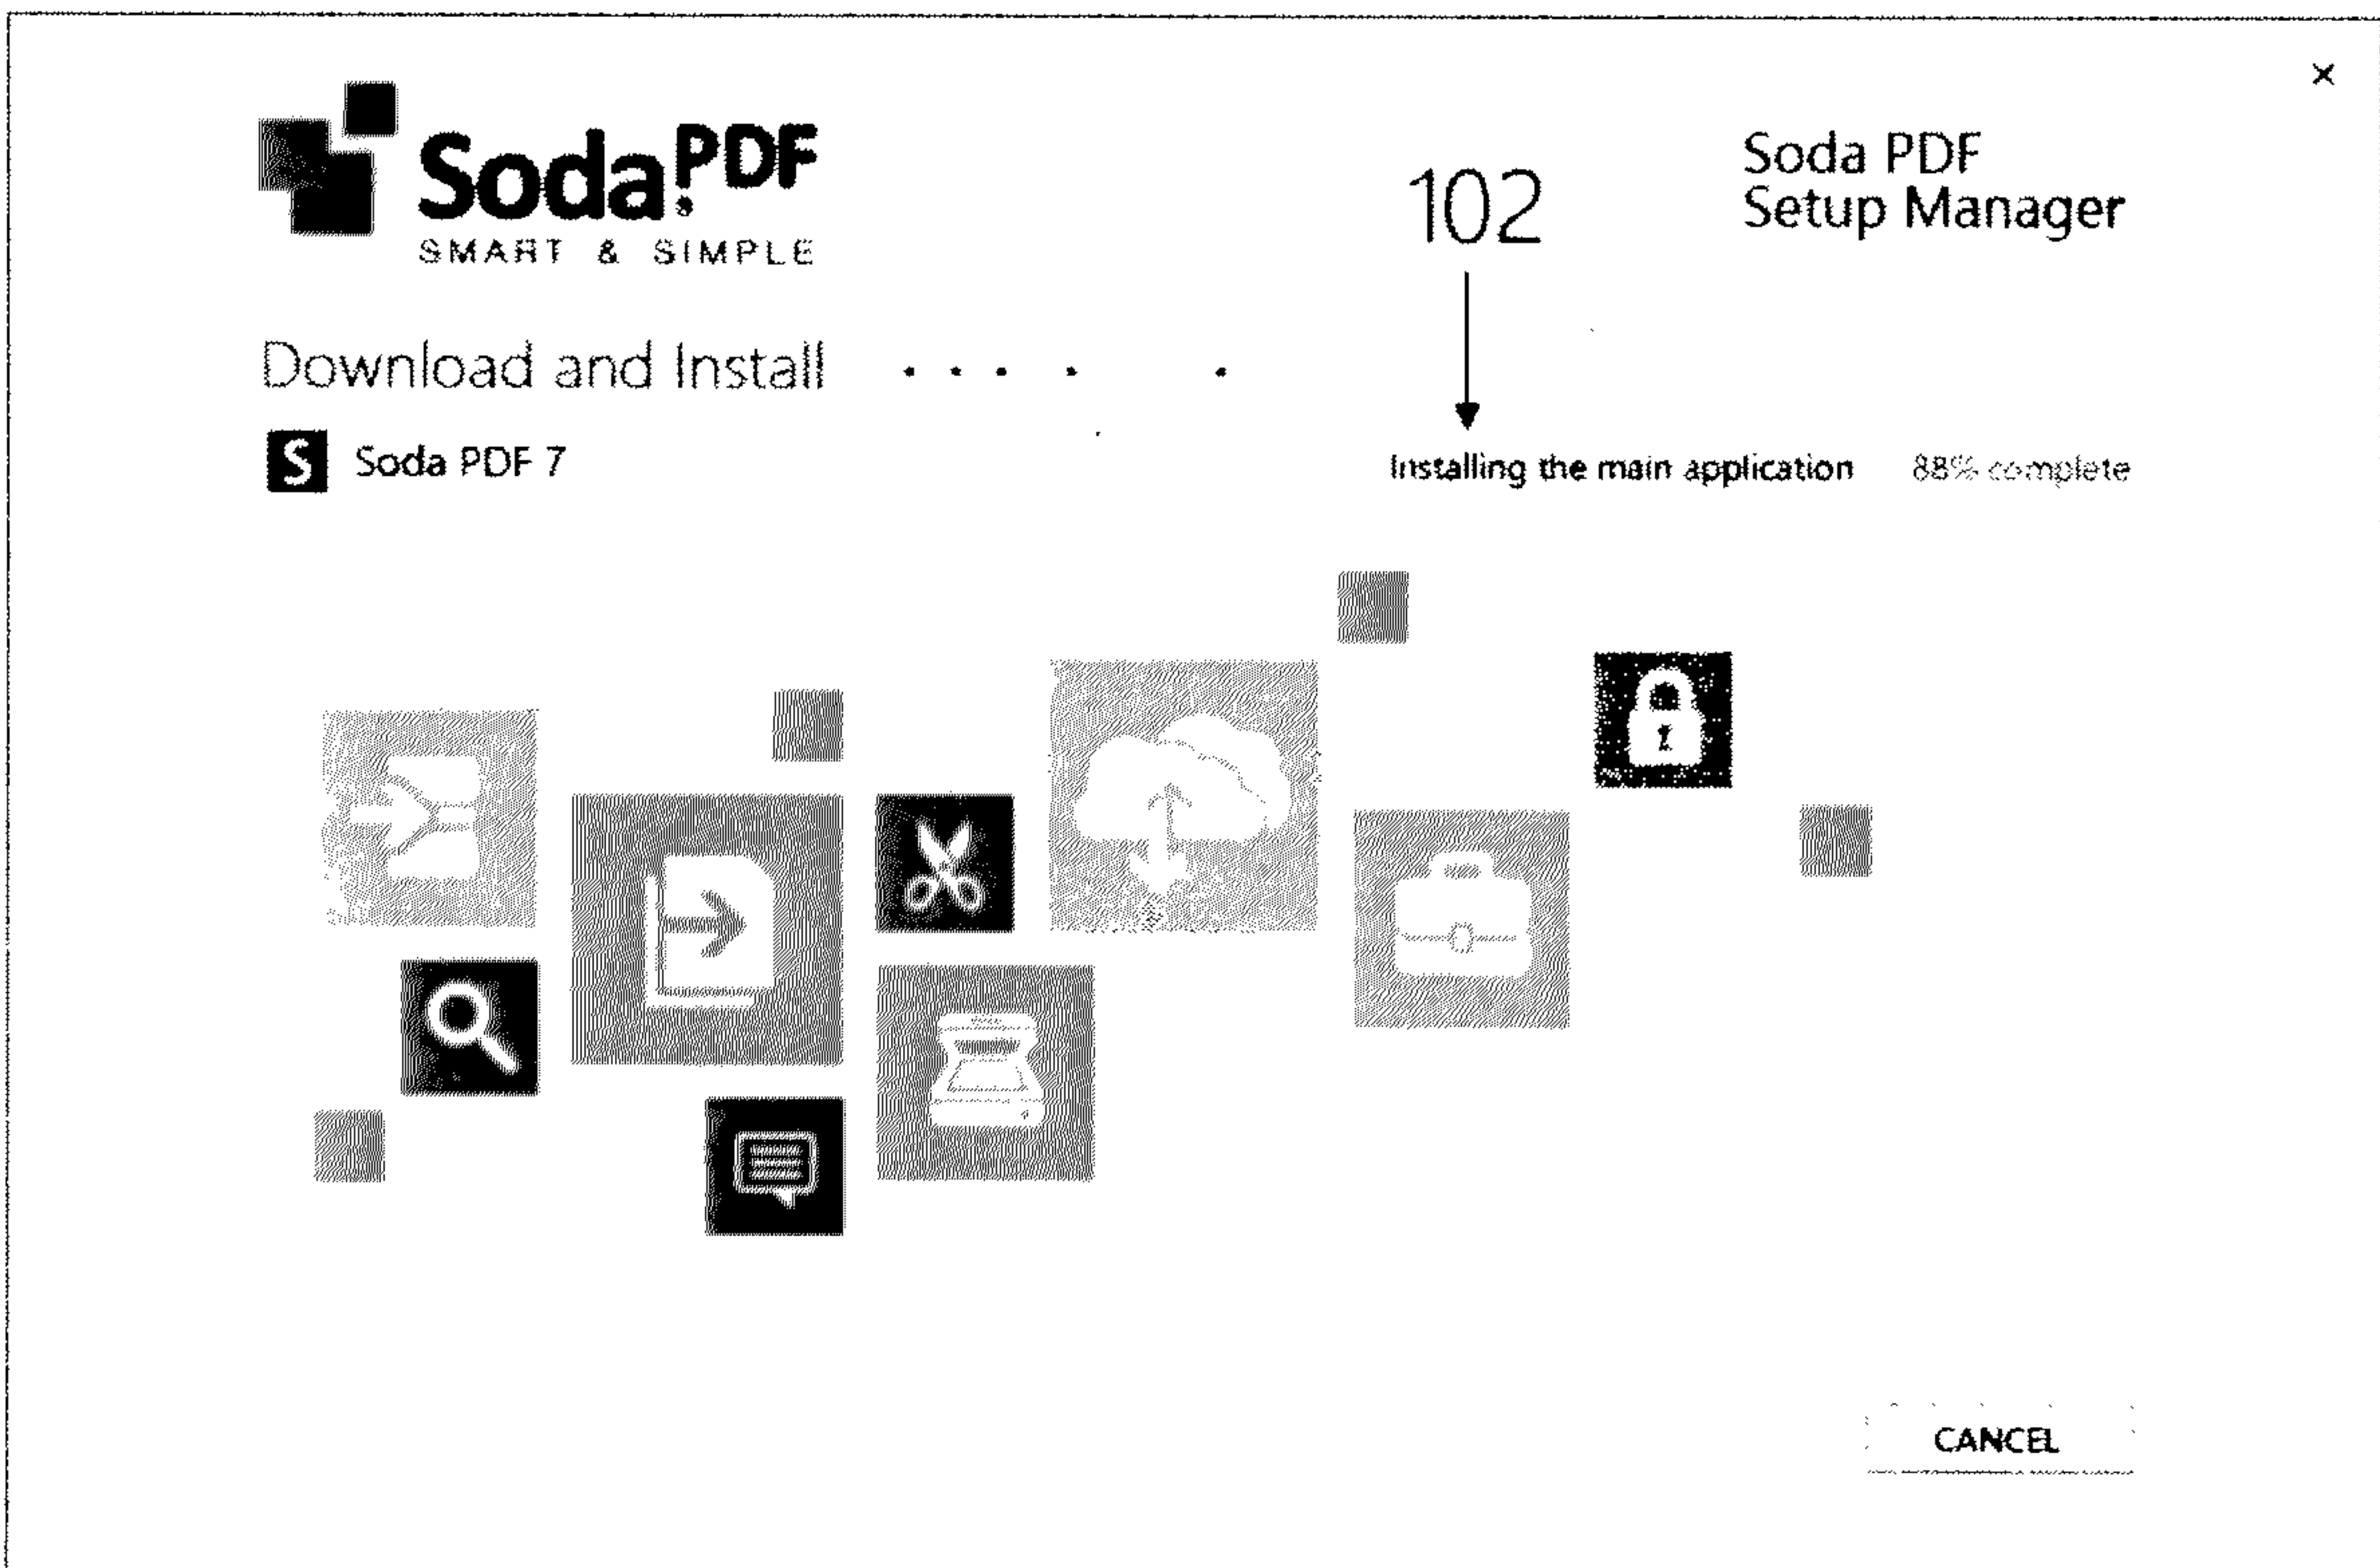 ×
Soda PDF
SMART & SIMPLE
102
Soda PDF
Setup Manager
Download and Install
S Soda PDF 7
Installing the main application 88% complete
CANCEL